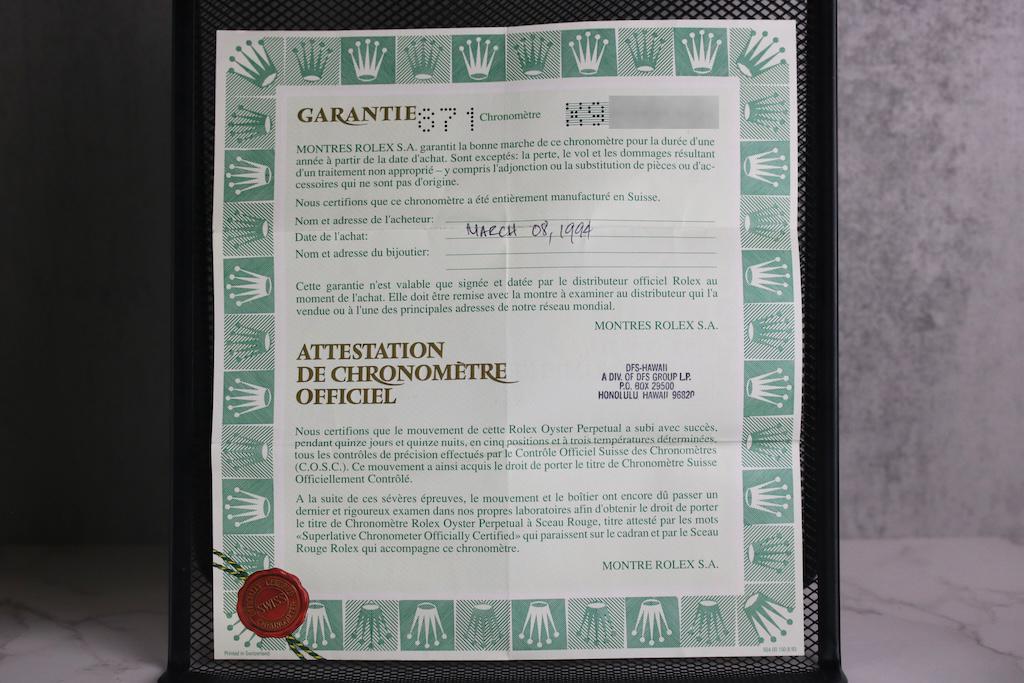 GARANTIE 871 Chronomètre W9
MONTRES ROLEX S.A. garantit la bonne marche de ce chronomètre pour la durée d'une
année à partir de la date d'achat. Sont exceptés: la perte, le vol et les dommages résultant
d'un traitement non approprié – y compris l'adjonction ou la substitution de pièces ou d'ac-
cessoires qui ne sont pas d'origine.
Nous certifions que ce chronomètre a été entièrement manufacturé en Suisse.
Nom et adresse de l'acheteur:
Date de l'achat: MARCH 08, 1994
Nom et adresse du bijoutier:
Cette garantie n'est valable que signée et datée par le distributeur officiel Rolex au
moment de l'achat. Elle doit être remise avec la montre à examiner au distributeur qui l'a
vendue ou à l'une des principales adresses de notre réseau mondial.
MONTRES ROLEX S.A.
ATTESTATION
DE CHRONOMÈTRE
OFFICIEL
DFS-HAWAII
A DIV. OF DFS GROUP L.P.
P.O. BOX 29500
HONOLULU HAWAII 96820
Nous certifions que le mouvement de cette Rolex Oyster Perpetual a subi avec succès,
pendant quinze jours et quinze nuits, en cinq positions et à trois températures déterminées,
tous les contrôles de précision effectués par le Contrôle Officiel Suisse des Chronomètres
(C.O.S.C.). Ce mouvement a ainsi acquis le droit de porter le titre de Chronomètre Suisse
Officiellement Contrôlé.
A la suite de ces sévères épreuves, le mouvement et le boîtier ont encore dû passer un
dernier et rigoureux examen dans nos propres laboratoires afin d'obtenir le droit de porter
le titre de Chronomètre Rolex Oyster Perpetual à Sceau Rouge, titre attesté par les mots
«Superlative Chronometer Officially Certified» qui paraissent sur le cadran et par le Sceau
Rouge Rolex qui accompagne ce chronomètre.
MONTRE ROLEX S.A.
SWISS
Printed in Switzerland